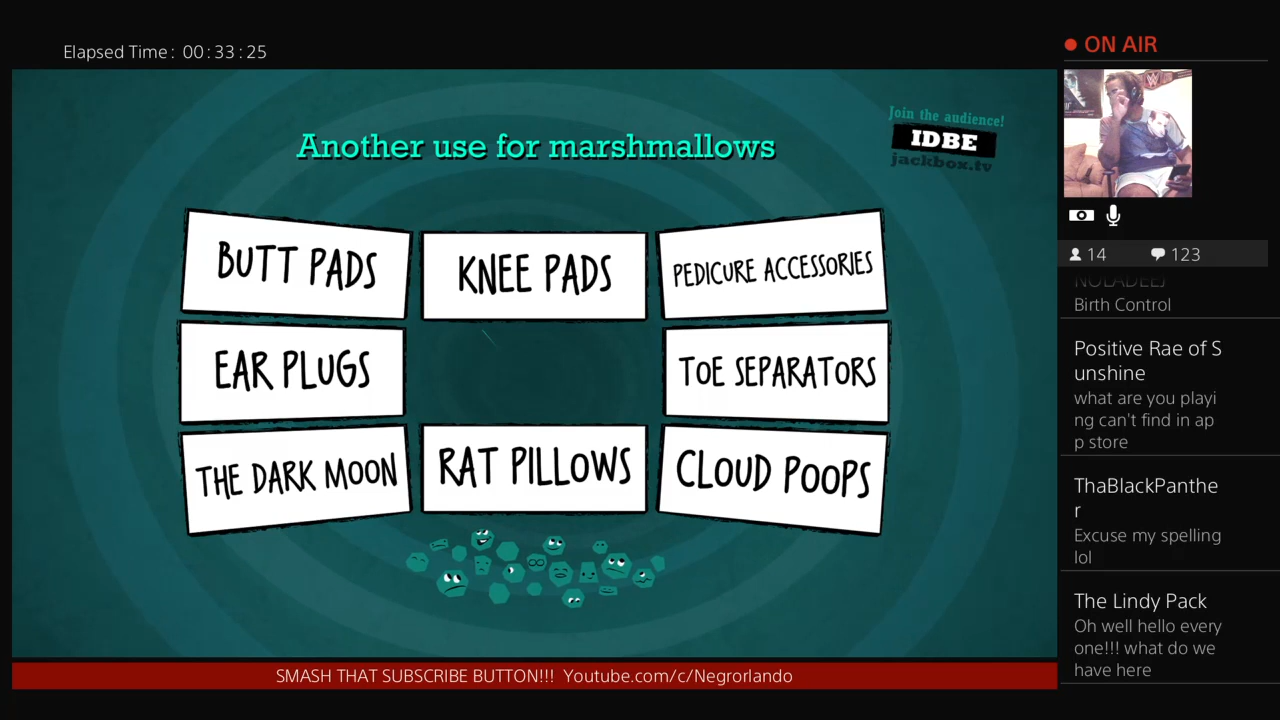 Elapsed Time: 00:33:25
ON AIR
Join the audience!
IDBE
jackbox.tv
Another use for marshmallows
BUTT PADS
KNEE PADS
PEDICURE ACCESSORIES
EAR PLUGS
TOE SEPARATORS
THE DARK MOON
RAT PILLOWS
CLOUD POOPS
SMASH THAT SUBSCRIBE BUTTON!!! Youtube.com/c/Negrorlando
14 123
NOLADEEJ
Birth Control
Positive Rae of S
unshine
what are you playi
ng can't find in ap
p store
ThaBlackPanthe
r
Excuse my spelling
lol
The Lindy Pack
Oh well hello every
one!!! what do we
have here